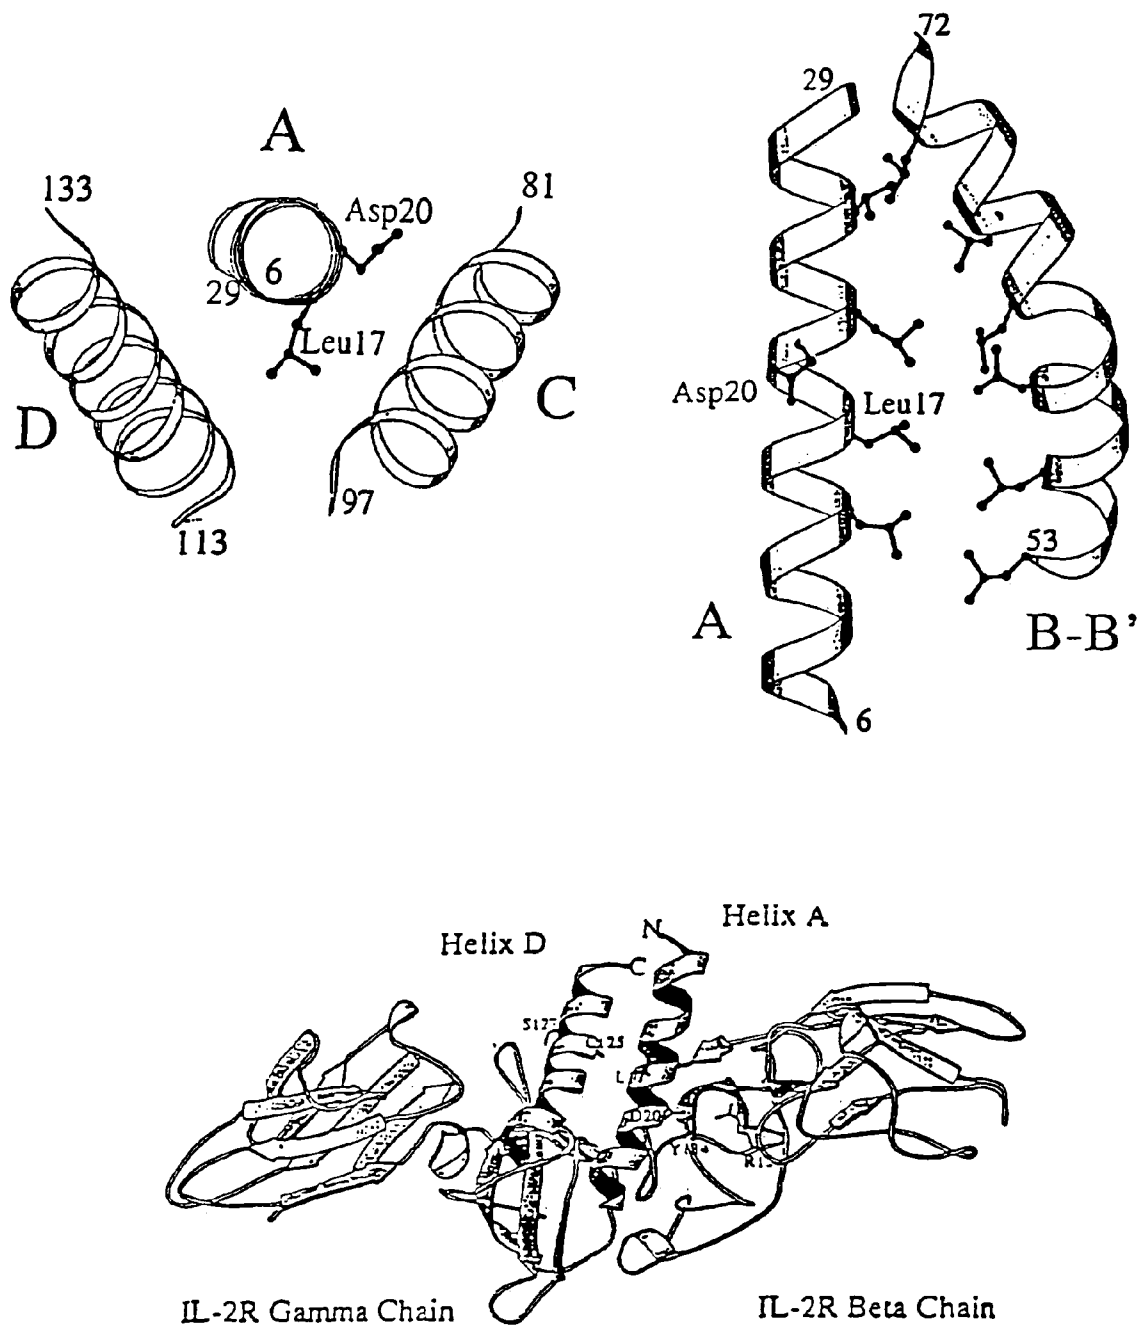 A
133
Asp20
81
6
29
Leu17
D
C
97
113
72
29
Asp20
Leu17
53
A
B-B’
6
Helix D
N
Helix A
C
D20
IL-2R Gamma Chain
IL-2R Beta Chain